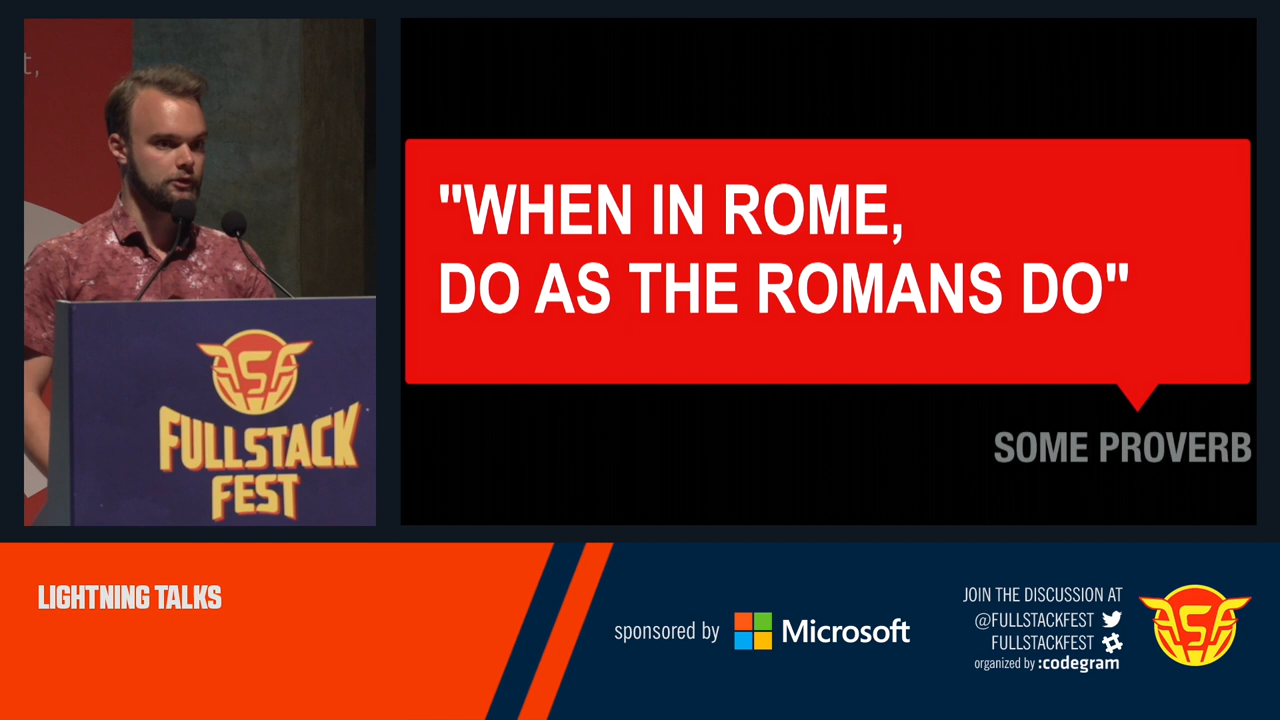 t,
FSF
FULLSTACK
FEST
"WHEN IN ROME,
DO AS THE ROMANS DO"
SOME PROVERB
LIGHTNING TALKS
sponsored by Microsoft
JOIN THE DISCUSSION AT
@FULLSTACKFEST
FULLSTACKFEST
organized by :codegram
FSF